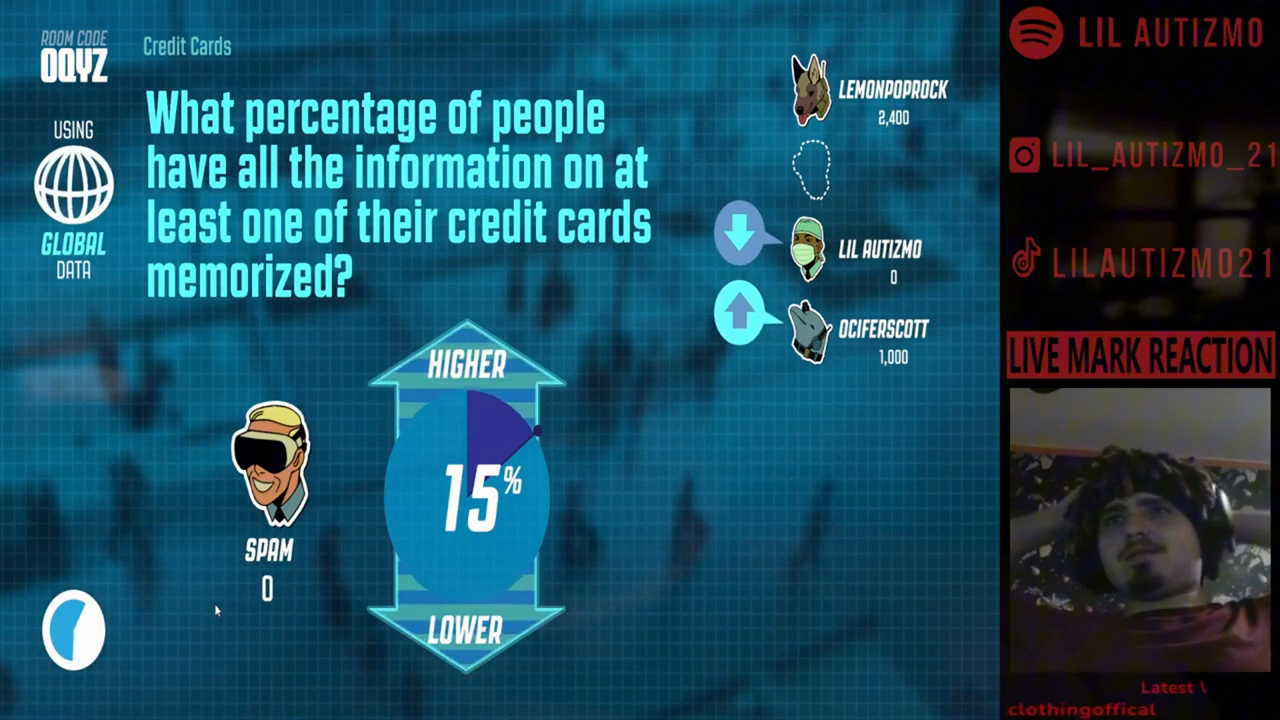 ROOM CODE
OQYZ
Credit Cards
What percentage of people
have all the information on at
least one of their credit cards
memorized?
USING
GLOBAL
DATA
HIGHER
15%
LOWER
SPAM
0
LEMONPOPROCK
2,400
LIL AUTIZMO
0
OCIFERSCOTT
1,000
LIL AUTIZMO
LIL_AUTIZMO_21
LILAUTIZMO21
LIVE MARK REACTION
Latest \
clothingoffical